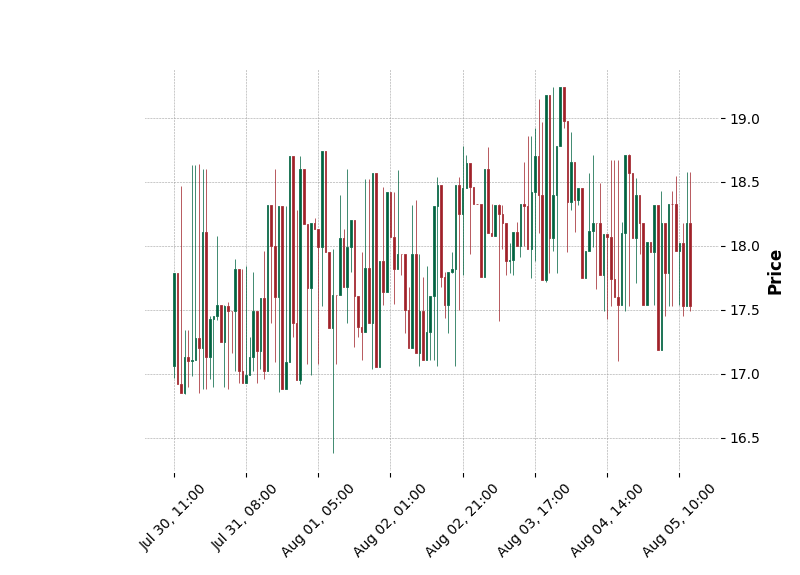 19.0
18.5
18.0
17.5
17.0
16.5
Price
Jul 30, 11:00
Jul 31, 08:00
Aug 01, 05:00
Aug 02, 01:00
Aug 02, 21:00
Aug 03, 17:00
Aug 04, 14:00
Aug 05, 10:00